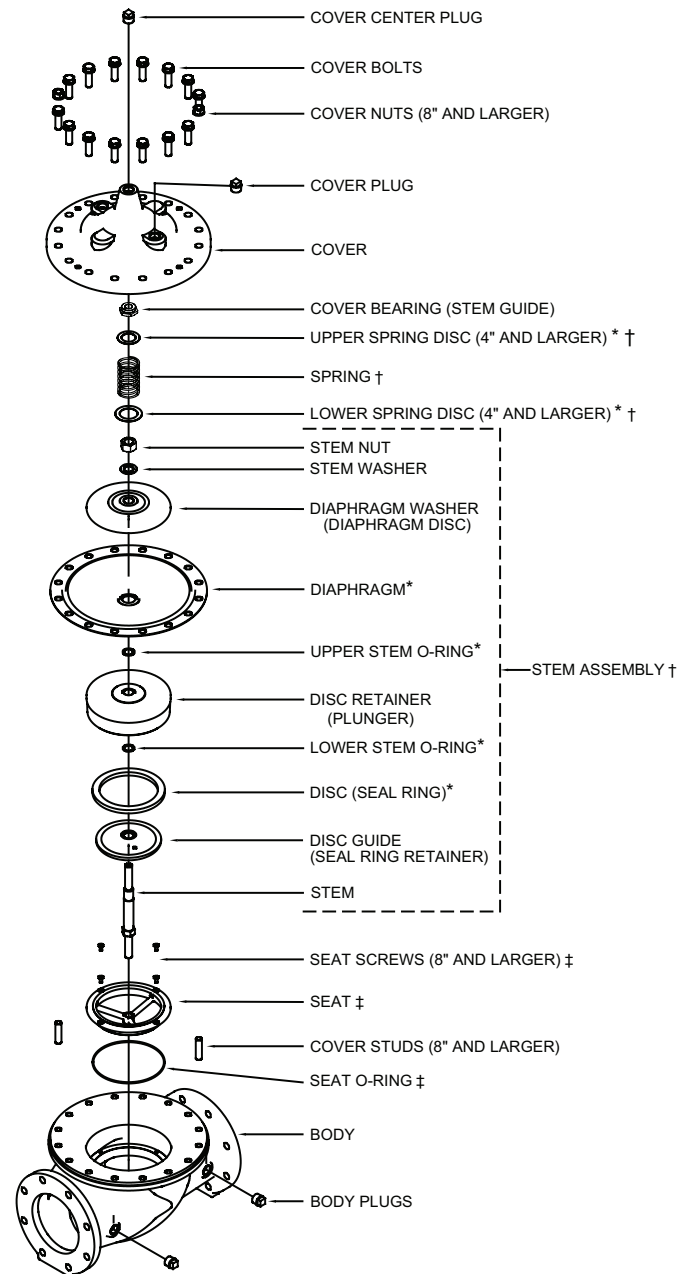 COVER CENTER PLUG
COVER BOLTS
COVER NUTS (8" AND LARGER)
COVER PLUG
COVER
COVER BEARING (STEM GUIDE)
UPPER SPRING DISC (4" AND LARGER) * †
SPRING †
LOWER SPRING DISC (4" AND LARGER) * †
STEM NUT
STEM WASHER
DIAPHRAGM WASHER
(DIAPHRAGM DISC)
DIAPHRAGM*
UPPER STEM O-RING*
STEM ASSEMBLY †
DISC RETAINER
(PLUNGER)
LOWER STEM O-RING*
DISC (SEAL RING)*
DISC GUIDE
(SEAL RING RETAINER)
STEM
SEAT SCREWS (8" AND LARGER) ‡
SEAT ‡
COVER STUDS (8" AND LARGER)
SEAT O-RING ‡
BODY
BODY PLUGS